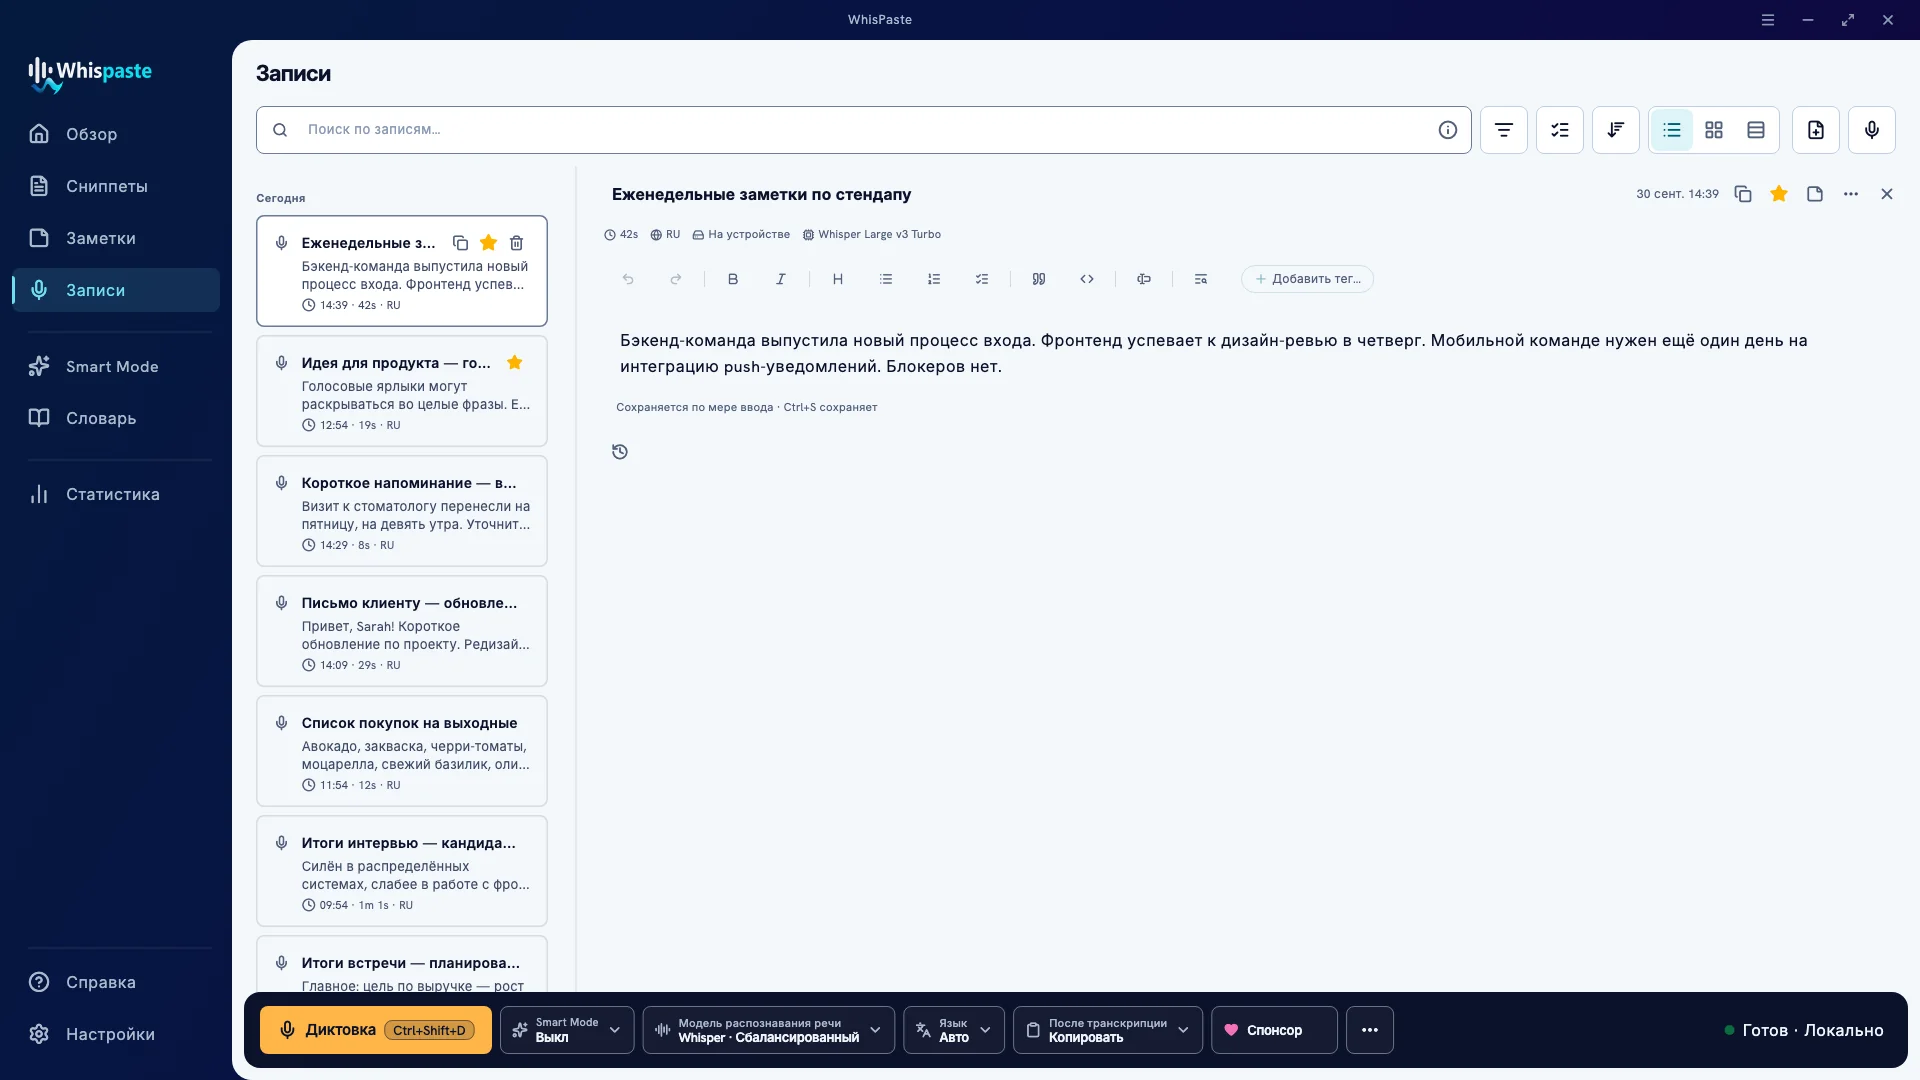 WhisPaste
Whispaste
Обзор
Сниппеты
Заметки
Записи
Smart Mode
Словарь
Статистика
Справка
Настройки
Записи
Поиск по записям…
Сегодня
Еженедельные з…
Бэкенд-команда выпустила новый
процесс входа. Фронтенд успев…
14:39 · 42s · RU
Идея для продукта — го…
Голосовые ярлыки могут
раскрываться во целые фразы. Е…
12:54 · 19s · RU
Короткое напоминание — в…
Визит к стоматологу перенесли на
пятницу, на девять утра. Уточнит…
14:29 · 8s · RU
Письмо клиенту — обновле…
Привет, Sarah! Короткое
обновление по проекту. Редизай…
14:09 · 29s · RU
Список покупок на выходные
Авокадо, закваска, черри-томаты,
моцарелла, свежий базилик, оли…
11:54 · 12s · RU
Итоги интервью — кандида…
Силён в распределённых
системах, слабее в работе с фро…
09:54 · 1m 1s · RU
Итоги встречи — планирова…
Главное: цель по выручке — рост
Еженедельные заметки по стендапу
30 сент. 14:39
42s RU На устройстве Whisper Large v3 Turbo
Добавить тег…
Бэкенд-команда выпустила новый процесс входа. Фронтенд успевает к дизайн-ревью в четверг. Мобильной команде нужен ещё один день на
интеграцию push-уведомлений. Блокеров нет.
Сохраняется по мере ввода · Ctrl+S сохраняет
Диктовка Ctrl+Shift+D
Smart Mode
Выкл
Модель распознавания речи
Whisper · Сбалансированный
Язык
Авто
После транскрипции
Копировать
Спонсор
Готов · Локально